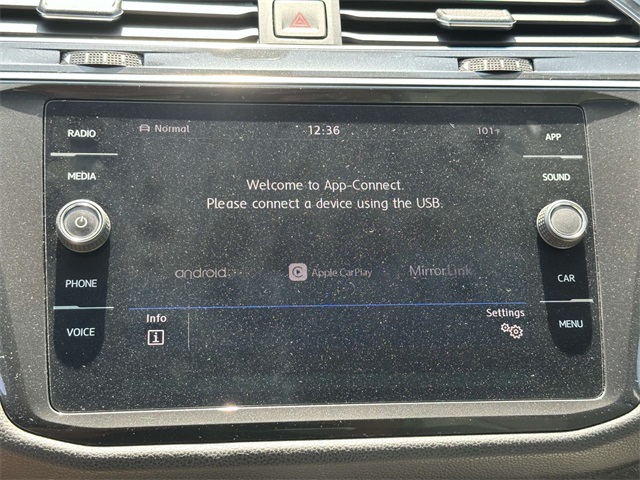 RADIO
Normal
12:36
101
APP
MEDIA
SOUND
Welcome to App-Connect.
Please connect a device using the USB.
android
Apple CarPlay
MirrorLink
PHONE
CAR
Info
Settings
VOICE
MENU